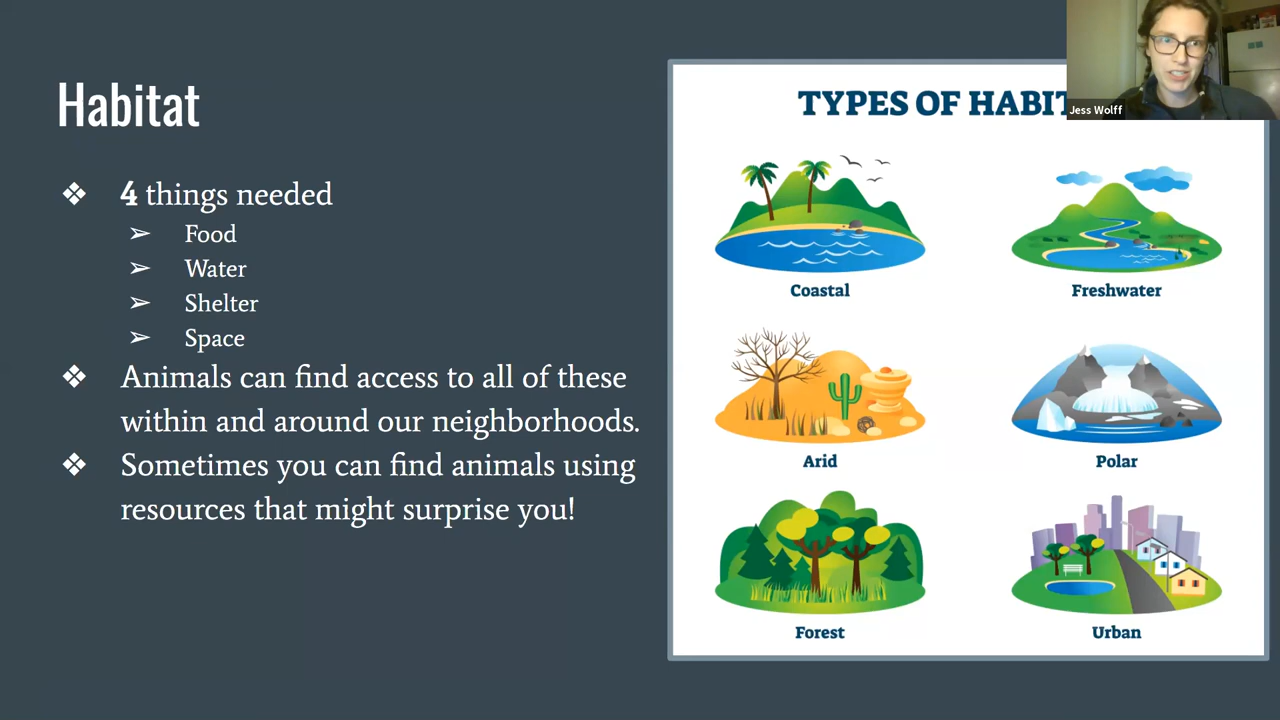 Habitat
❖ 4 things needed
➢ Food
➢ Water
➢ Shelter
➢ Space
❖ Animals can find access to all of these
within and around our neighborhoods.
❖ Sometimes you can find animals using
resources that might surprise you!
TYPES OF HABIT
Jess Wolff
Coastal
Freshwater
Arid
Polar
Forest
Urban